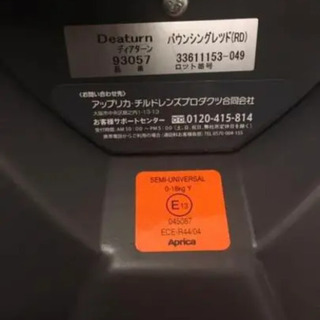 Deaturn バウンシングレッド(RD)
ディアターン
93057 33611153-049
品番 ロット番号
<お問い合わせ先>
アップリカ・チルドレンズプロダクツ合同会社
お客様サポートセンター 0120-415-814
SEMI-UNIVERSAL
0-18kg Y
E13
045087
ECE-R44/04
Aprica